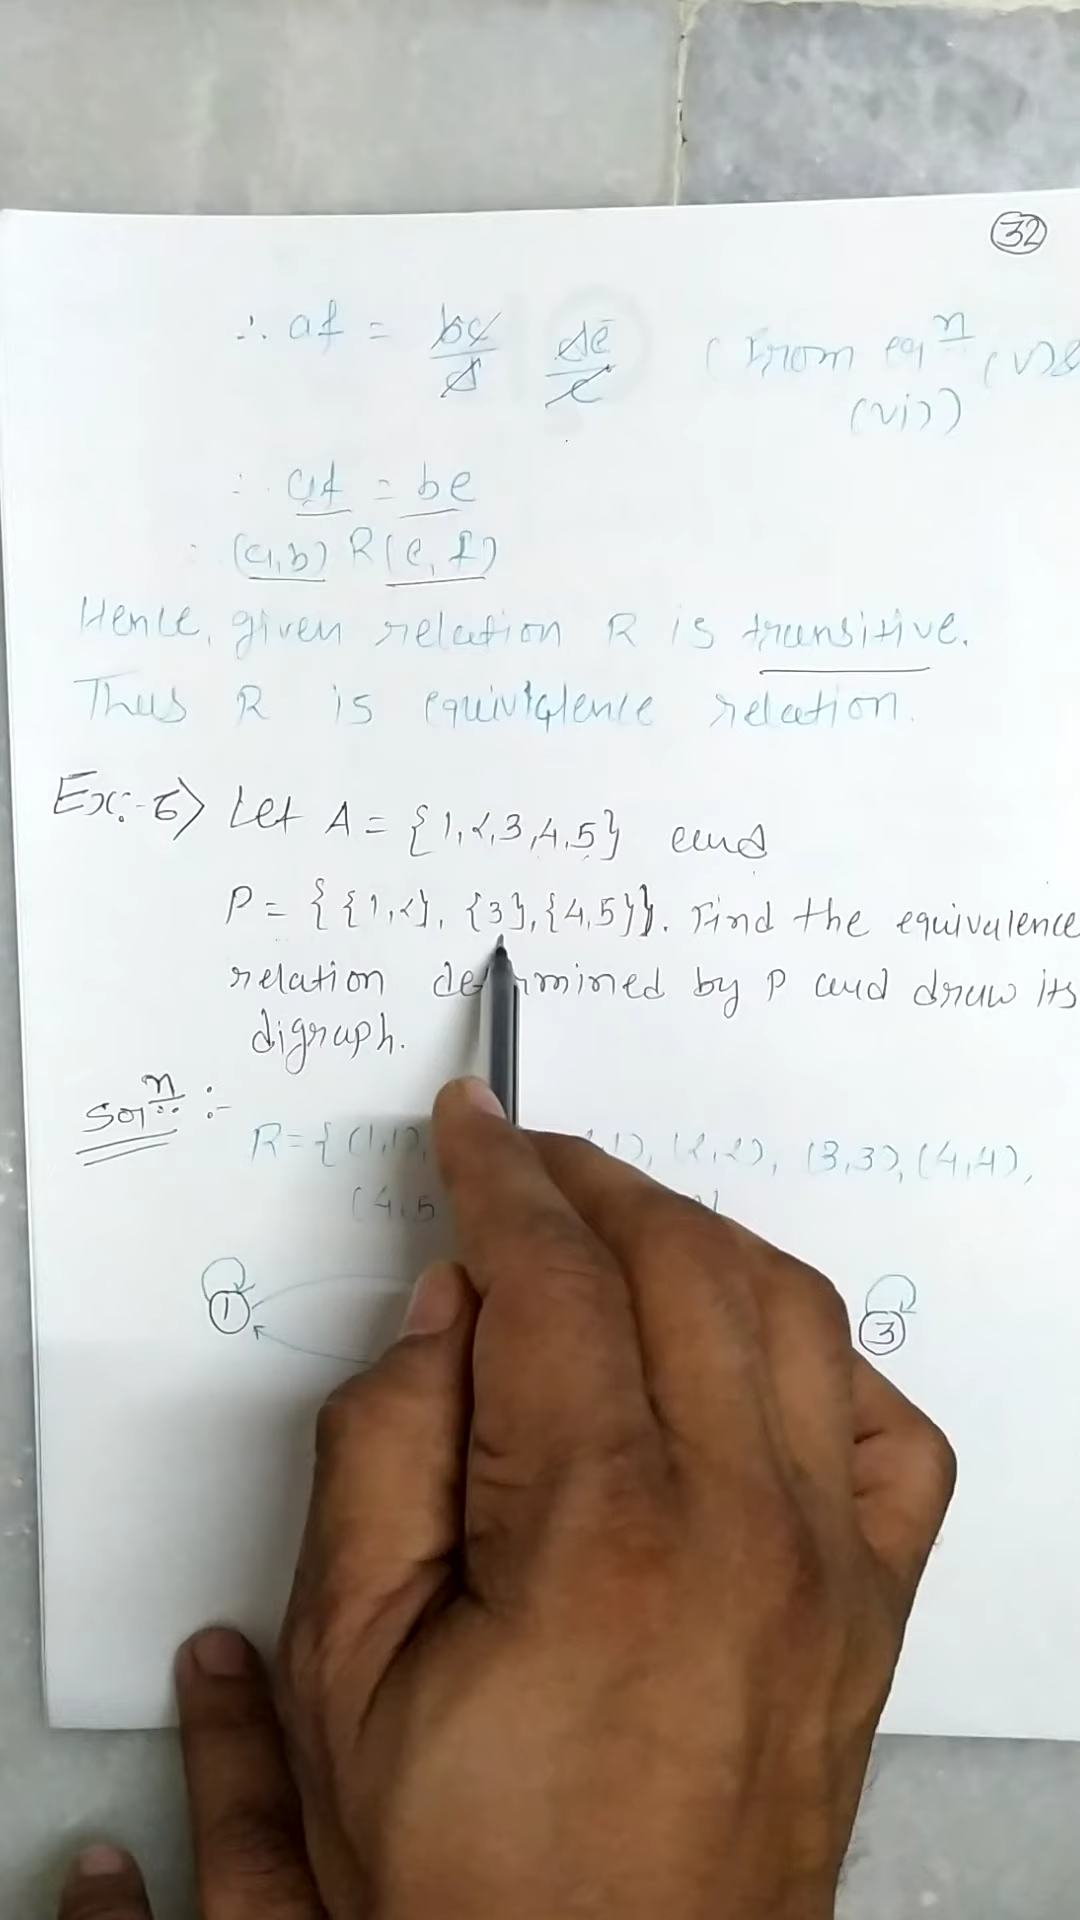 32
∴ af = bc/d de/c (From eqn (v) &
(vi))
∴ af = be
(a,b) R (e, f)
Hence, given relation R is transitive.
Thus R is equivalence relation.
Ex:-6) Let A = {1,2,3,4,5} and
P = {{1,2}, {3}, {4,5}}. Find the equivalence
relation determined by P and draw its
digraph.
Soln :-
R = {(1,1), 1), (2,2), (3,3), (4,4),
(4,5
1 3